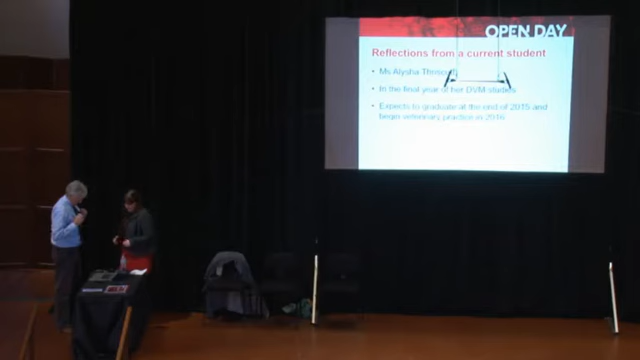 OPEN DAY
Reflections from a current student
• Ms Alysha
• In the final year of her DVM studies
• Expects to graduate at the end of 2015 and
begin veterinary practice in 2016